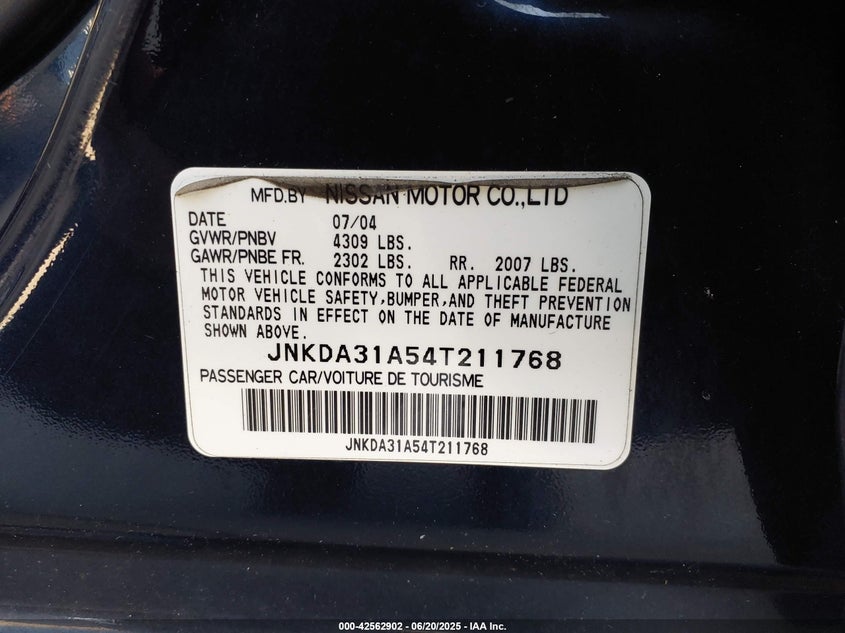 MFD.BY NISSAN MOTOR CO.,LTD
DATE 07/04
GVWR/PNBV 4309 LBS.
GAWR/PNBE FR. 2302 LBS. RR. 2007 LBS.
THIS VEHICLE CONFORMS TO ALL APPLICABLE FEDERAL
MOTOR VEHICLE SAFETY,BUMPER,AND THEFT PREVENTION
STANDARDS IN EFFECT ON THE DATE OF MANUFACTURE
SHOWN ABOVE.
JNKDA31A54T211768
PASSENGER CAR/VOITURE DE TOURISME
JNKDA31A54T211768
000-42562902 - 06/20/2025 - IAA Inc.